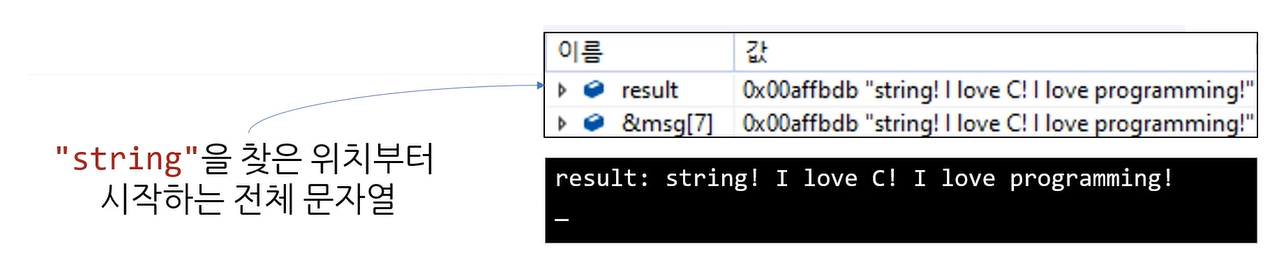 이름 값
result 0x00affbdb "string! I love C! I love programming!"
&msg[7] 0x00affbdb "string! I love C! I love programming!"
"string"을 찾은 위치부터
시작하는 전체 문자열
result: string! I love C! I love programming!
_